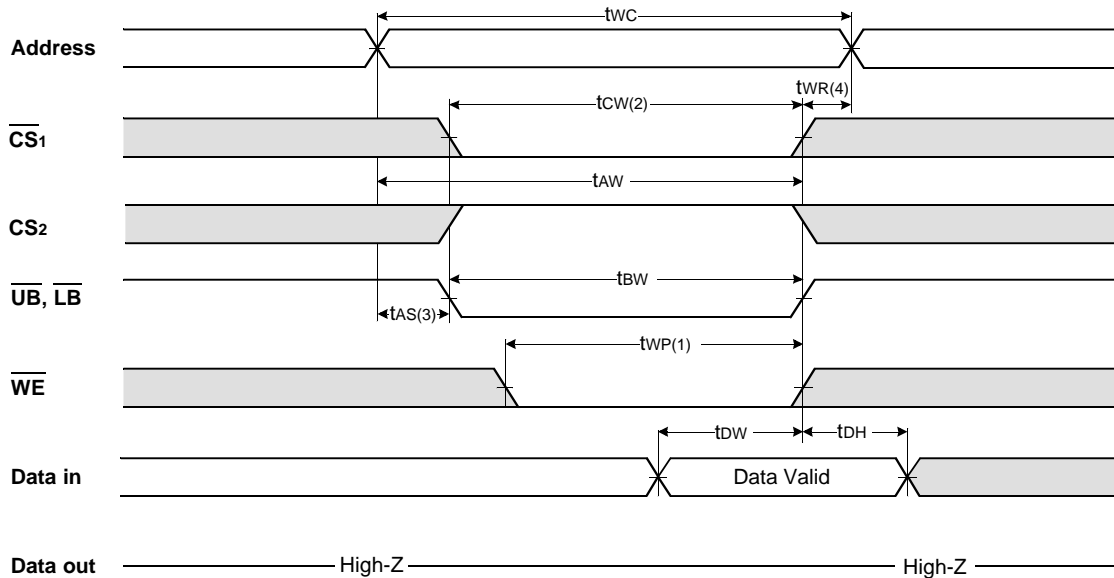 tWC
Address
tCW(2)
tWR(4)
CS1
tAW
CS2
tBW
UB, LB
tAS(3)
tWP(1)
WE
tDW
tDH
Data in
Data Valid
Data out
High-Z
High-Z